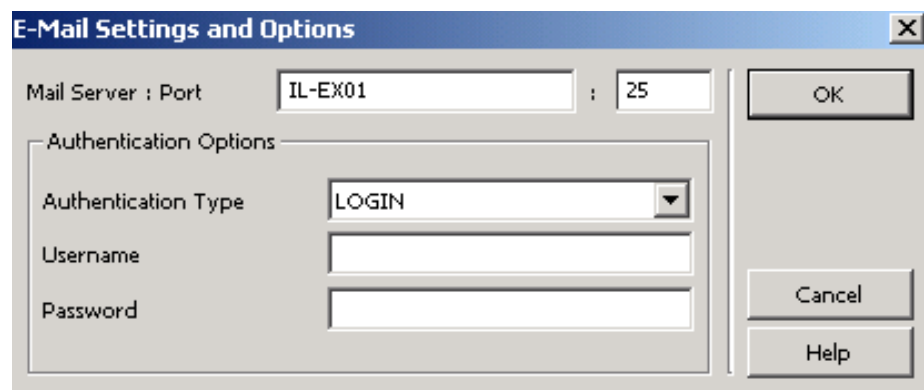 E-Mail Settings and Options
Mail Server : Port IL-EX01 : 25
OK
Authentication Options
Authentication Type LOGIN
Username
Password
Cancel
Help